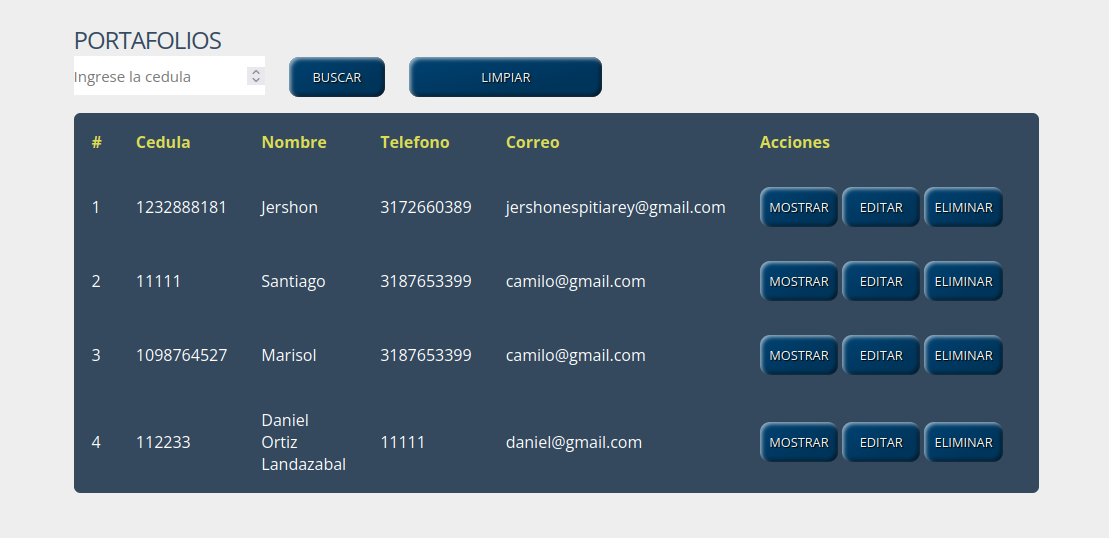 PORTAFOLIOS
Ingrese la cedula BUSCAR LIMPIAR
# Cedula Nombre Telefono Correo Acciones
1 1232888181 Jershon 3172660389 jershonespitiarey@gmail.com MOSTRAR EDITAR ELIMINAR
2 11111 Santiago 3187653399 camilo@gmail.com MOSTRAR EDITAR ELIMINAR
3 1098764527 Marisol 3187653399 camilo@gmail.com MOSTRAR EDITAR ELIMINAR
Daniel
4 112233 Ortiz 11111 daniel@gmail.com MOSTRAR EDITAR ELIMINAR
Landazabal